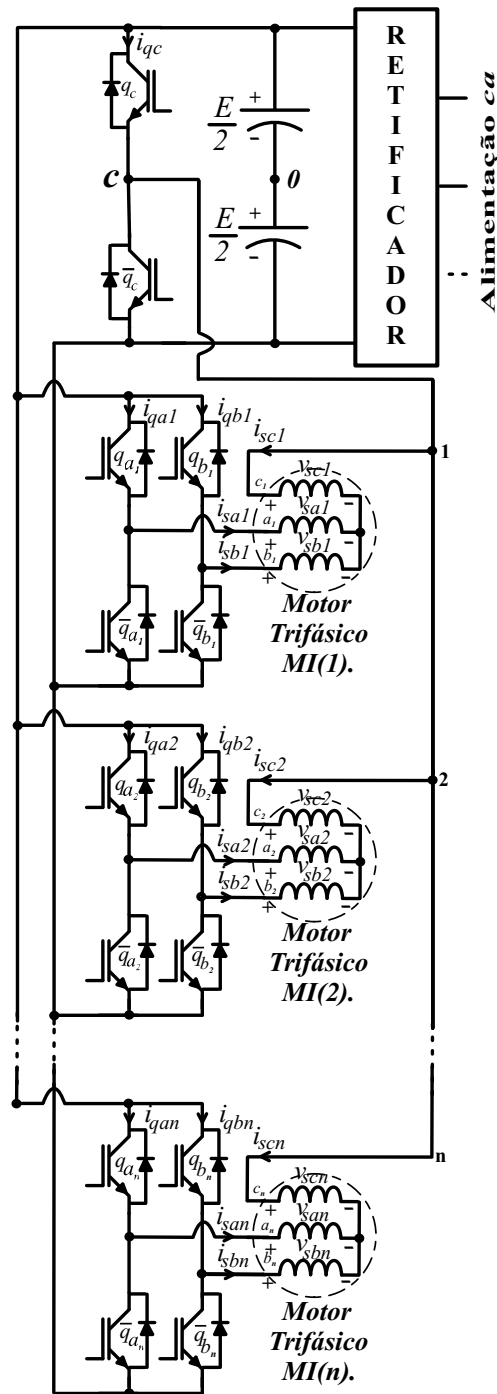 i_qc
q_c
E/2
+
-
c
0
E/2
+
-
q̅_c
RETIFICADOR
Alimentação ca
i_qa1
i_qb1
i_sc1
1
q_a1
q_b1
c_1
v_sc1
-
+
i_sa1
a_1
v_sa1
-
+
i_sb1
b_1
v_sb1
+
-
q̅_a1
q̅_b1
Motor
Trifásico
MI(1).
i_qa2
i_qb2
i_sc2
2
q_a2
q_b2
c_2
v_sc2
-
+
i_sa2
a_2
v_sa2
-
+
i_sb2
b_2
v_sb2
+
-
q̅_a2
q̅_b2
Motor
Trifásico
MI(2).
i_qan
i_qbn
i_scn
n
q_an
q_bn
c_n
v_scn
-
+
i_san
a_n
v_san
-
+
i_sbn
b_n
v_sbn
+
-
q̅_an
q̅_bn
Motor
Trifásico
MI(n).